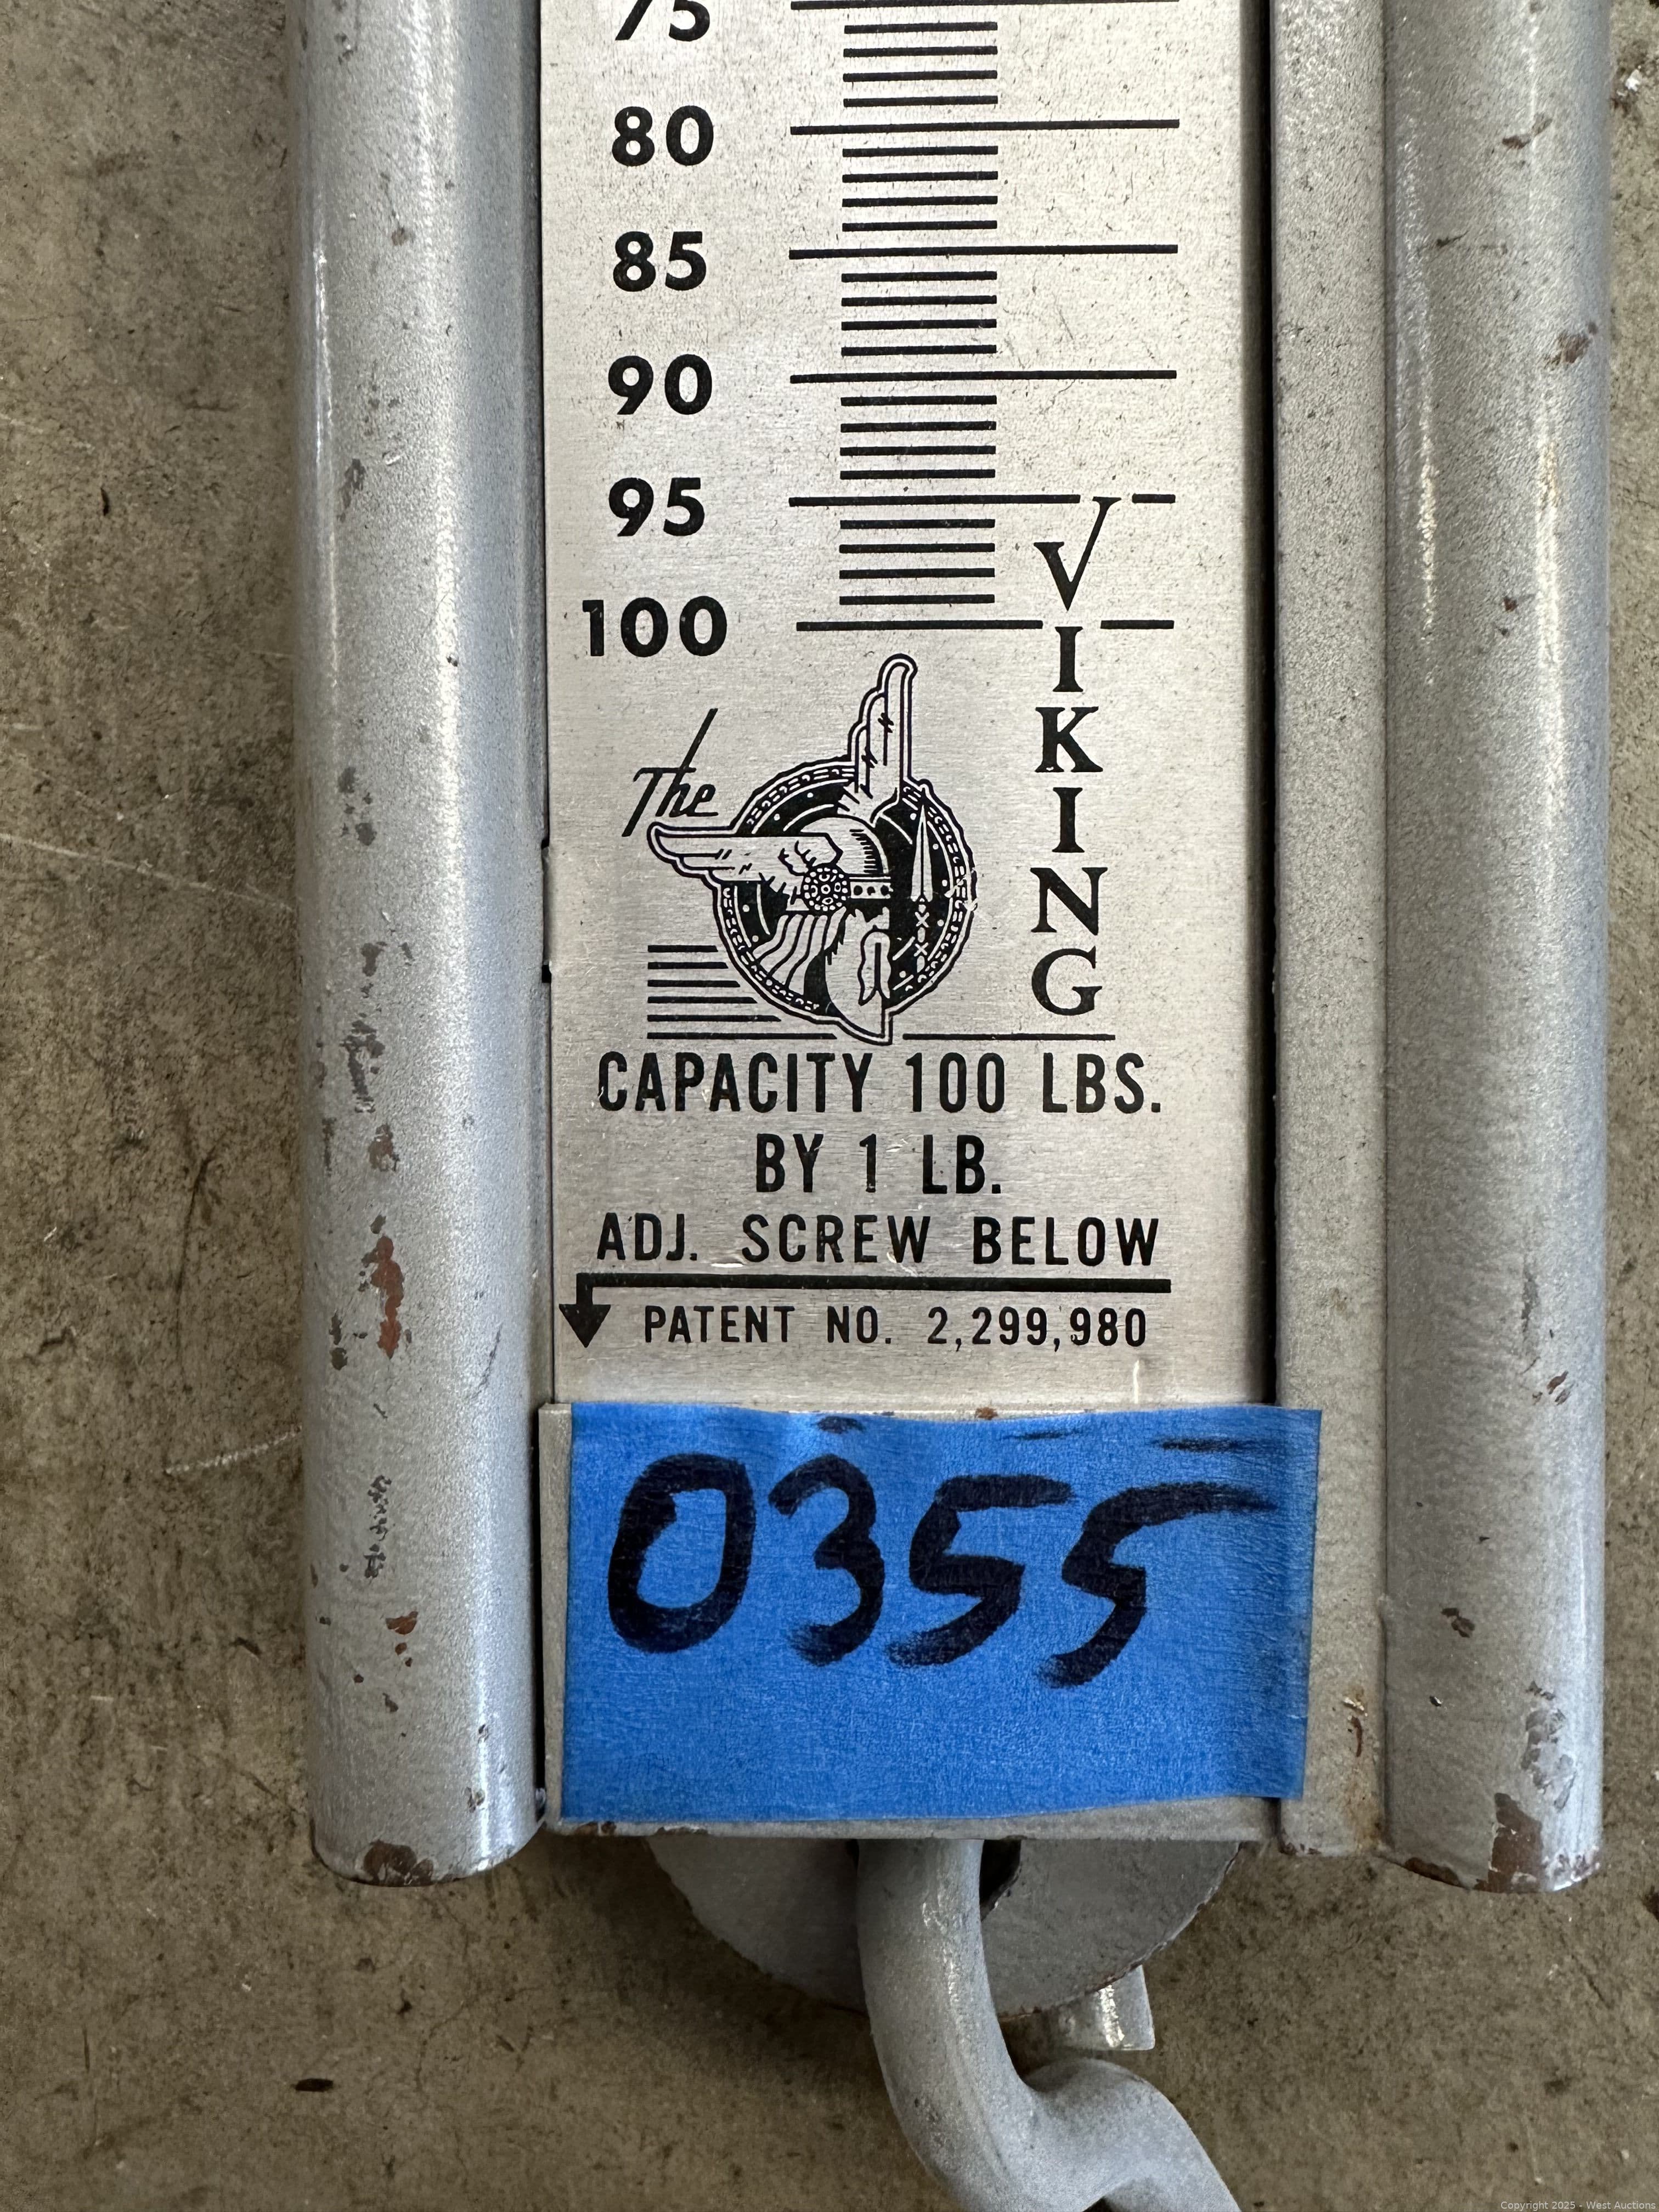 75
80
85
90
95
100
The
VIKING
CAPACITY 100 LBS.
BY 1 LB.
ADJ. SCREW BELOW
PATENT NO. 2,299,980
0355
Copyright 2025 - West Auctions